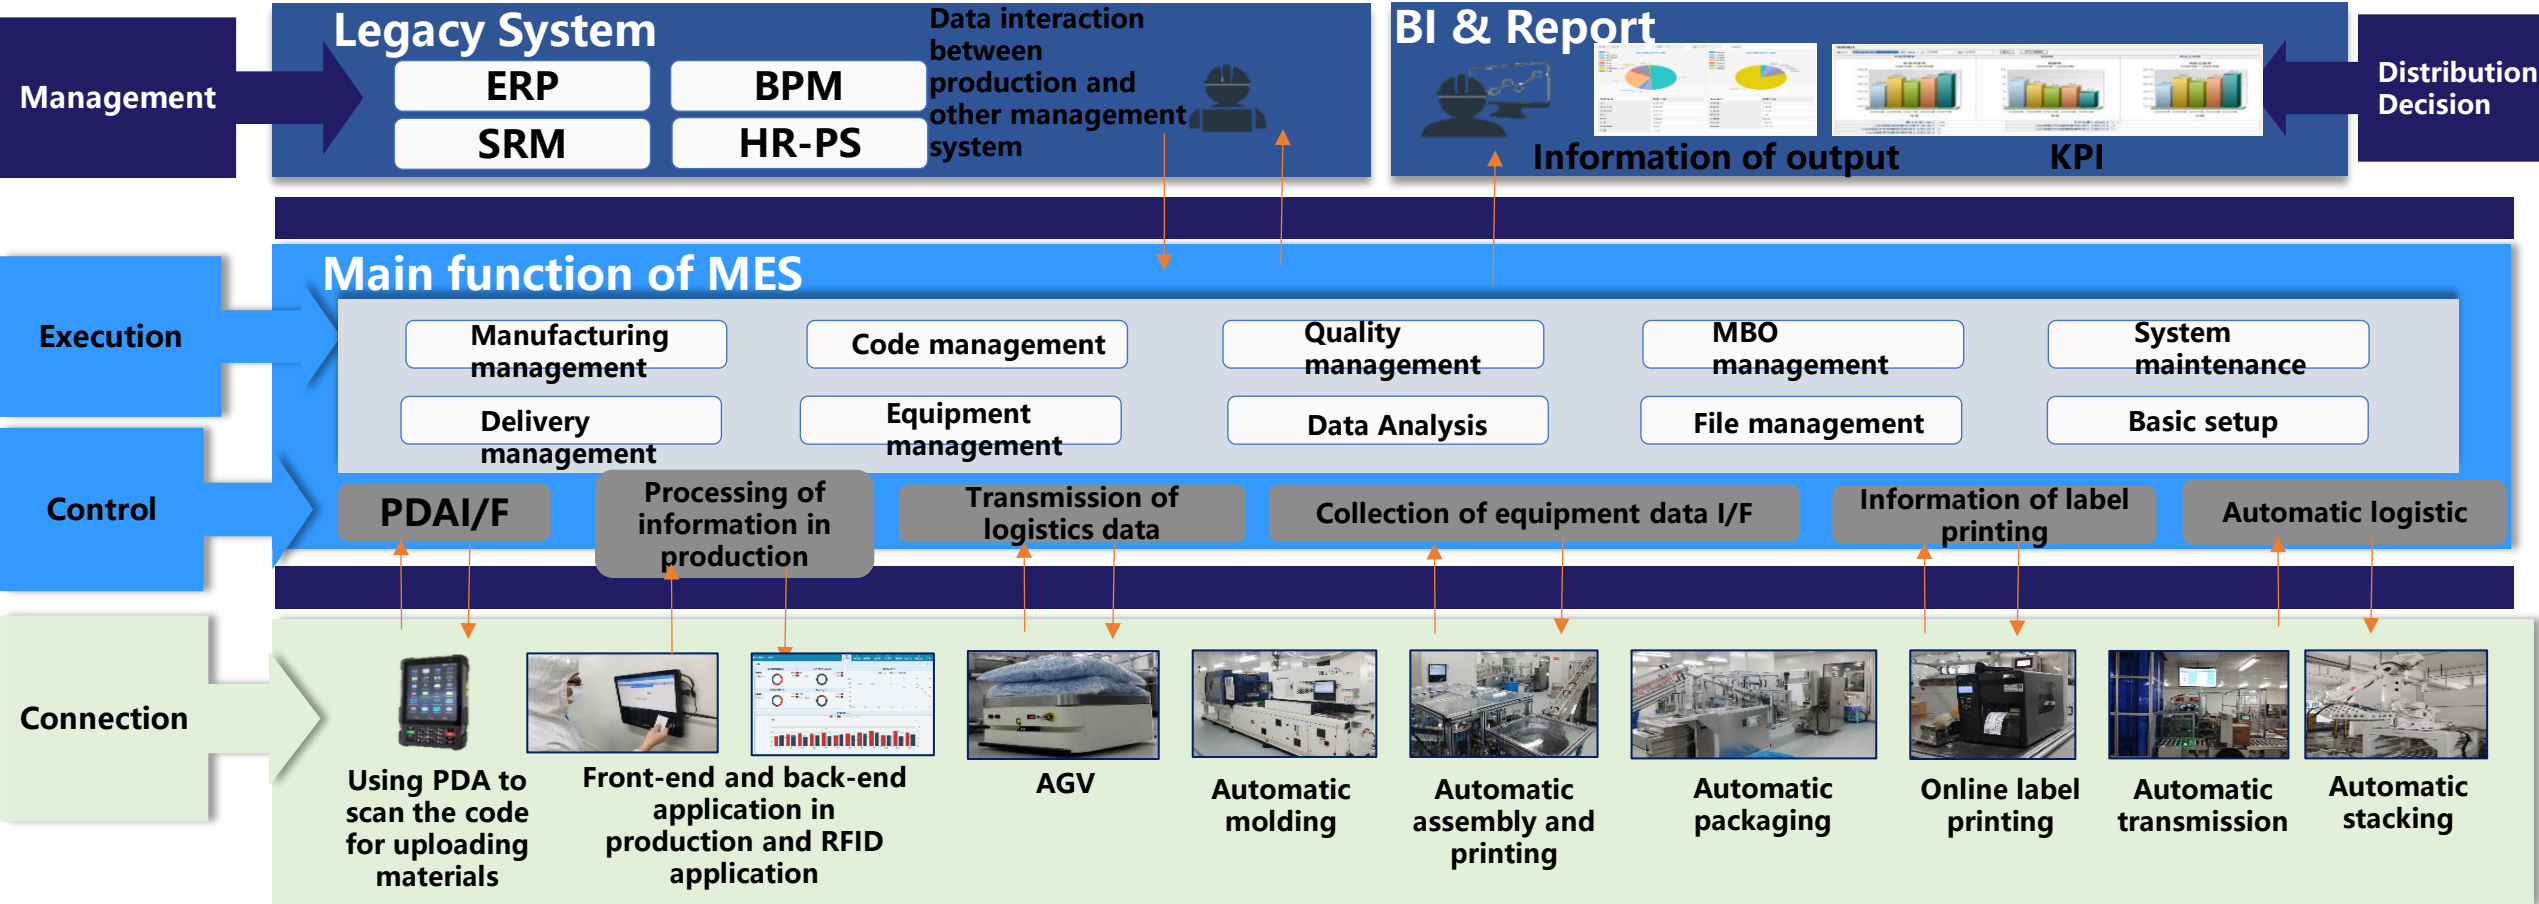 Management
Legacy System
ERP
BPM
SRM
HR-PS
Data interaction
between
production and
other management
system
BI & Report
Information of output
KPI
Distribution
Decision
Execution
Main function of MES
Manufacturing
management
Code management
Quality
management
MBO
management
System
maintenance
Delivery
management
Equipment
management
Data Analysis
File management
Basic setup
Control
PDAI/F
Processing of
information in
production
Transmission of
logistics data
Collection of equipment data I/F
Information of label
printing
Automatic logistic
Connection
Using PDA to
scan the code
for uploading
materials
Front-end and back-end
application in
production and RFID
application
AGV
Automatic
molding
Automatic
assembly and
printing
Automatic
packaging
Online label
printing
Automatic
transmission
Automatic
stacking